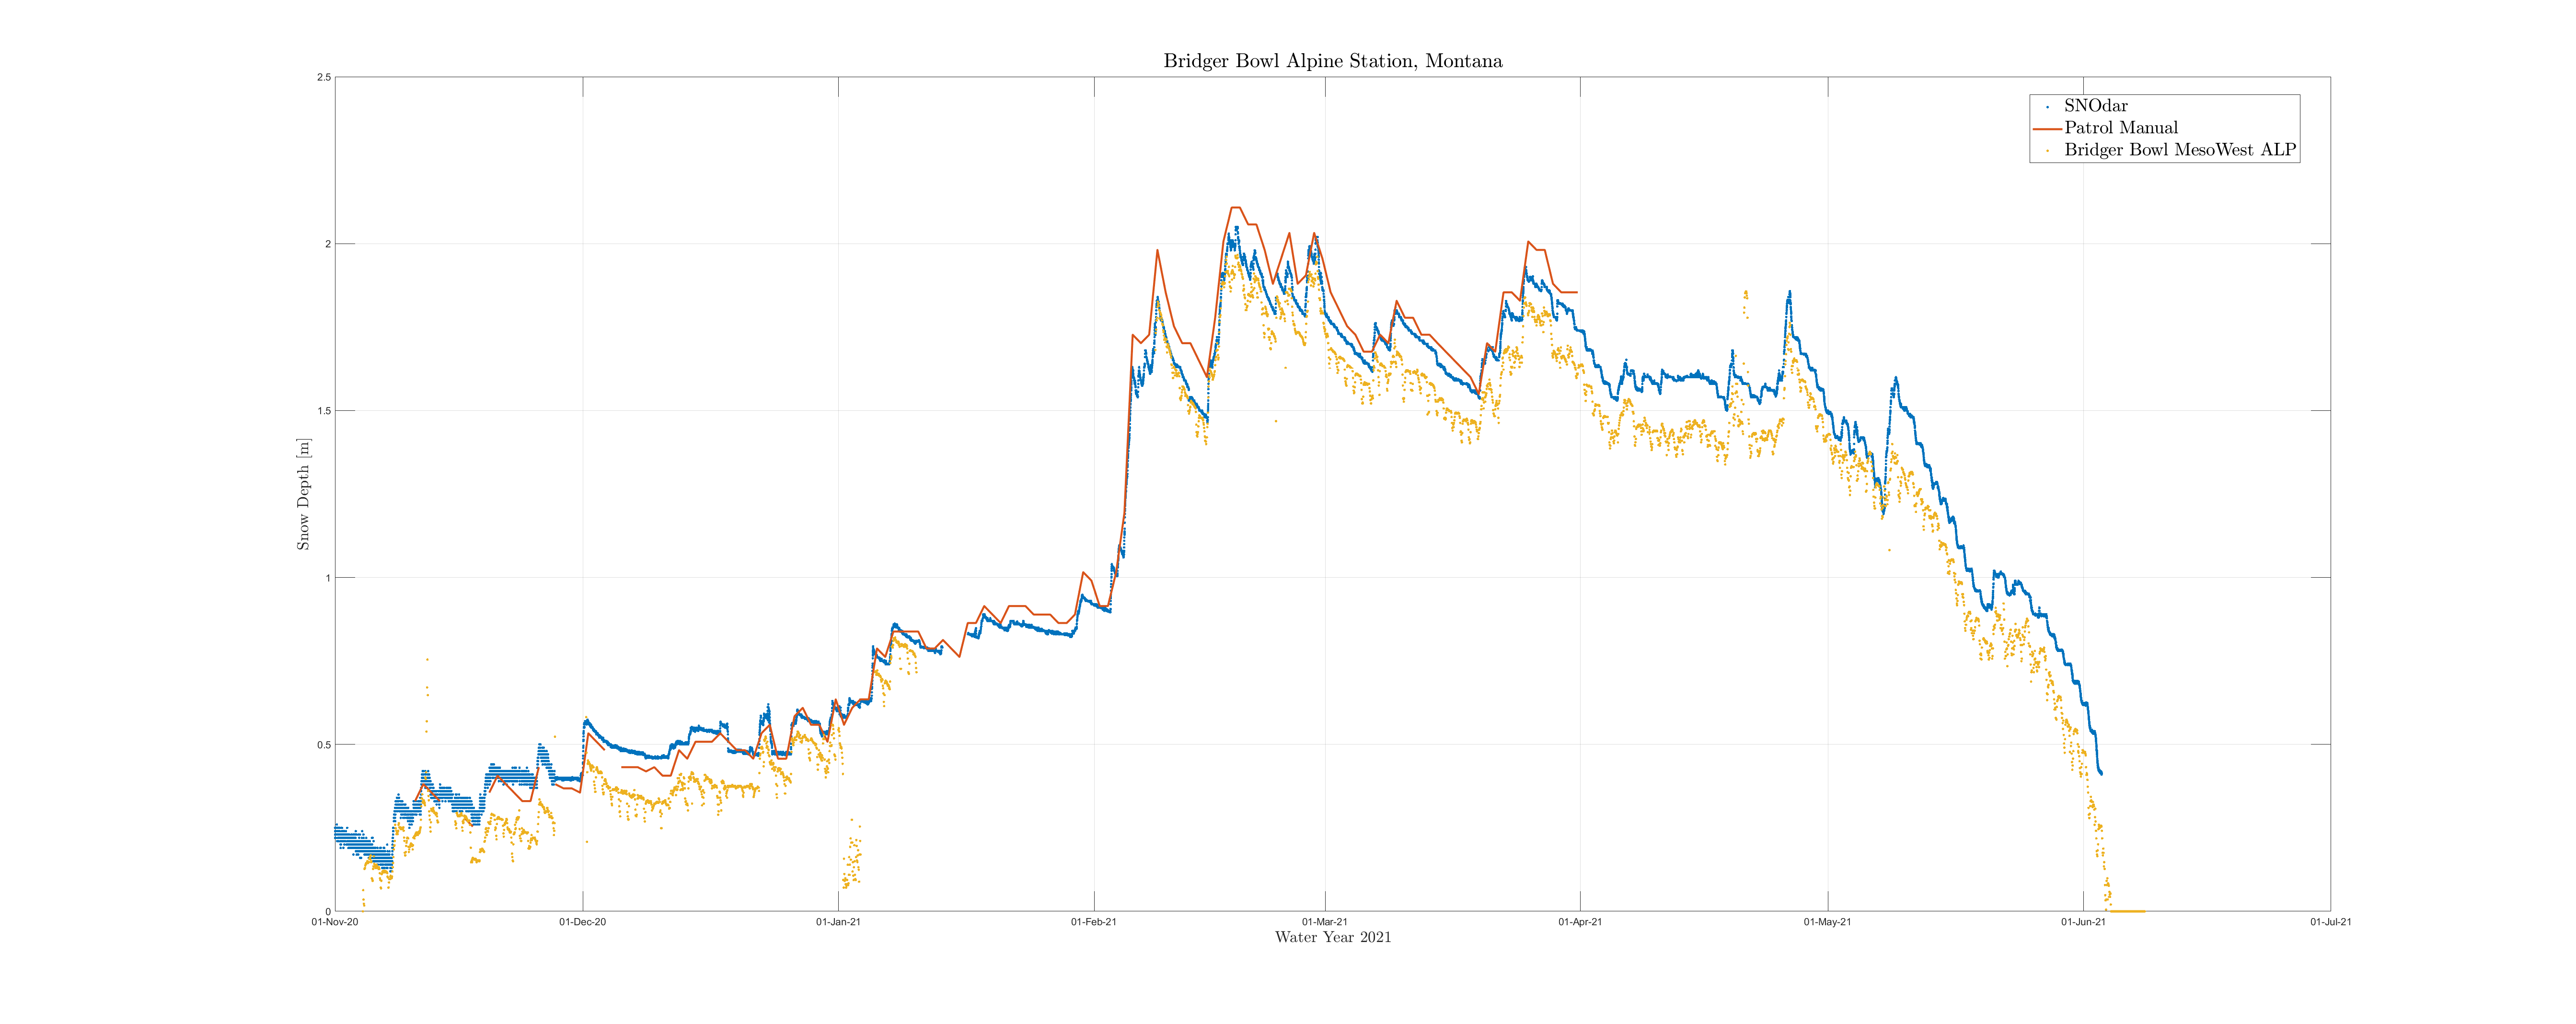 Bridger Bowl Alpine Station, Montana
2.5
2
1.5
1
0.5
0
Snow Depth [m]
SNOdar
Patrol Manual
Bridger Bowl MesoWest ALP
01-Nov-20 01-Dec-20 01-Jan-21 01-Feb-21 01-Mar-21 01-Apr-21 01-May-21 01-Jun-21 01-Jul-21
Water Year 2021